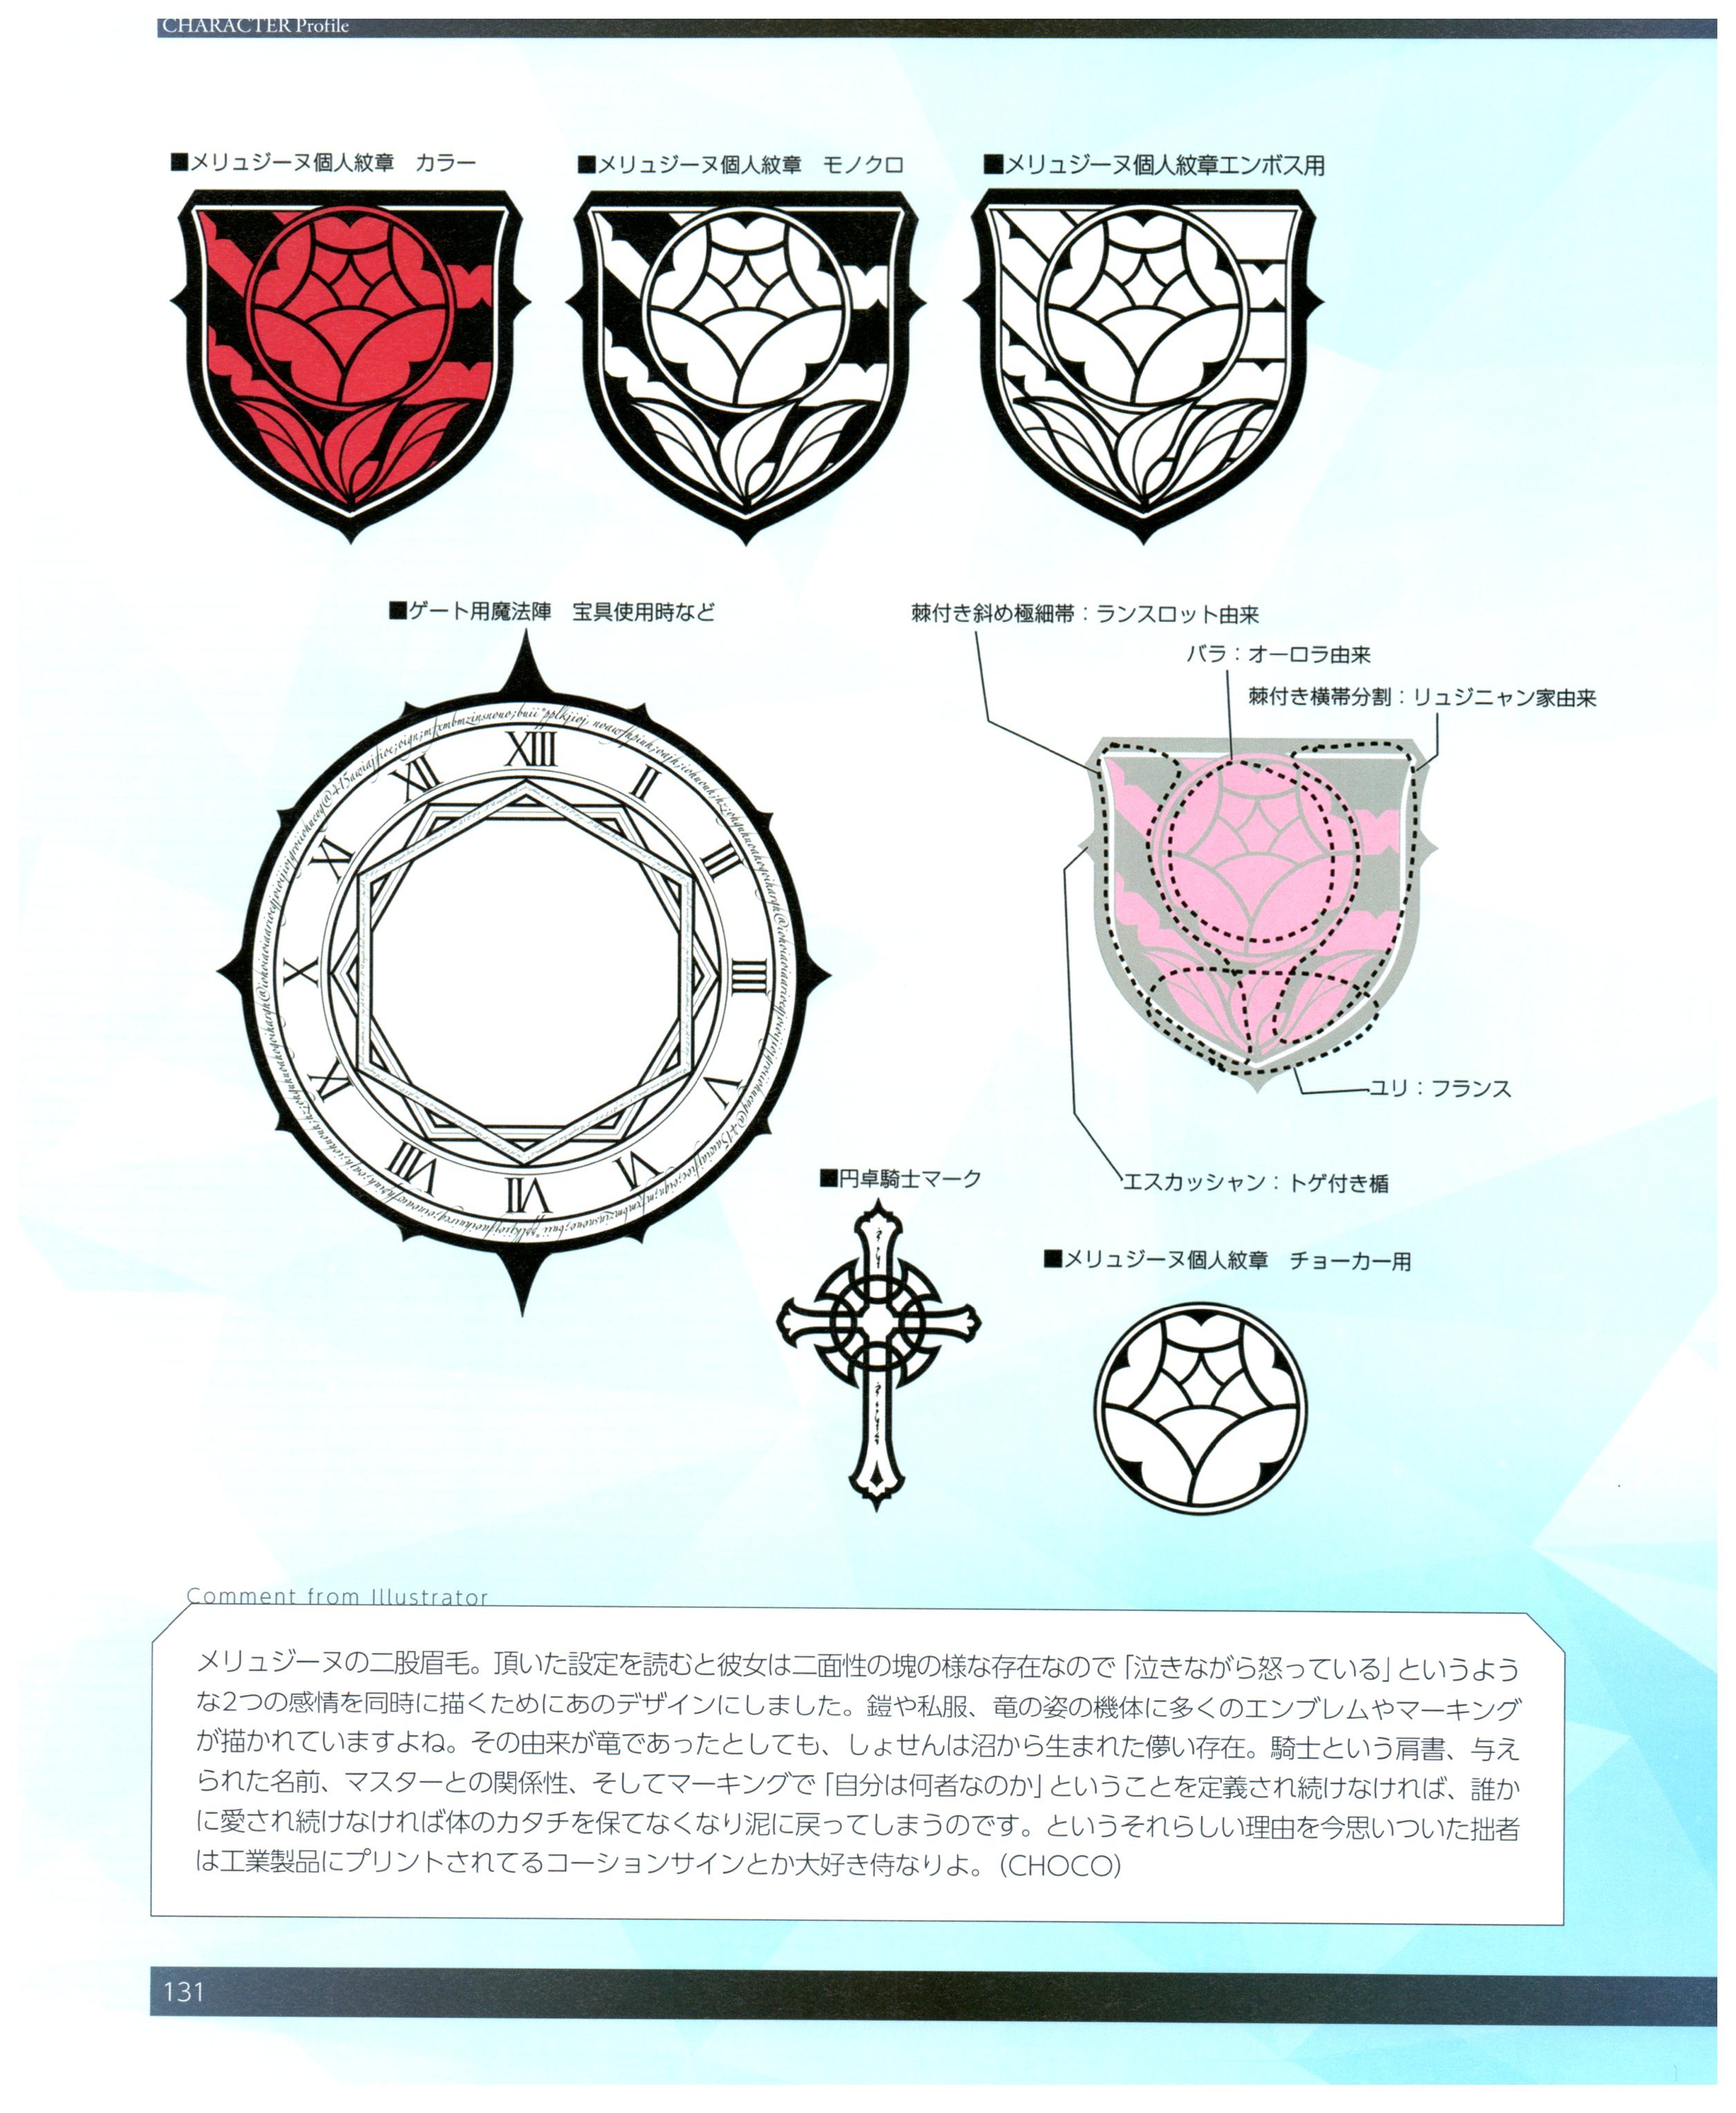 CHARACTER Profile
■メリュジーヌ個人紋章　カラー
■メリュジーヌ個人紋章　モノクロ
■メリュジーヌ個人紋章エンボス用
■ゲート用魔法陣　宝具使用時など
XIII
II
III
IIII
V
VI
VII
VIII
IX
X
XI
XII
棘付き斜め極細帯：ランスロット由来
バラ：オーロラ由来
棘付き横帯分割：リュジニャン家由来
ユリ：フランス
エスカッシャン：トゲ付き楯
■円卓騎士マーク
■メリュジーヌ個人紋章　チョーカー用
Comment from Illustrator
メリュジーヌの二股眉毛。頂いた設定を読むと彼女は二面性の塊の様な存在なので「泣きながら怒っている」というよう
な2つの感情を同時に描くためにあのデザインにしました。鎧や私服、竜の姿の機体に多くのエンブレムやマーキング
が描かれていますよね。その由来が竜であったとしても、しょせんは沼から生まれた儚い存在。騎士という肩書、与え
られた名前、マスターとの関係性、そしてマーキングで「自分は何者なのか」ということを定義され続けなければ、誰か
に愛され続けなければ体のカタチを保てなくなり泥に戻ってしまうのです。というそれらしい理由を今思いついた拙者
は工業製品にプリントされてるコーションサインとか大好き侍なりよ。(CHOCO)
131